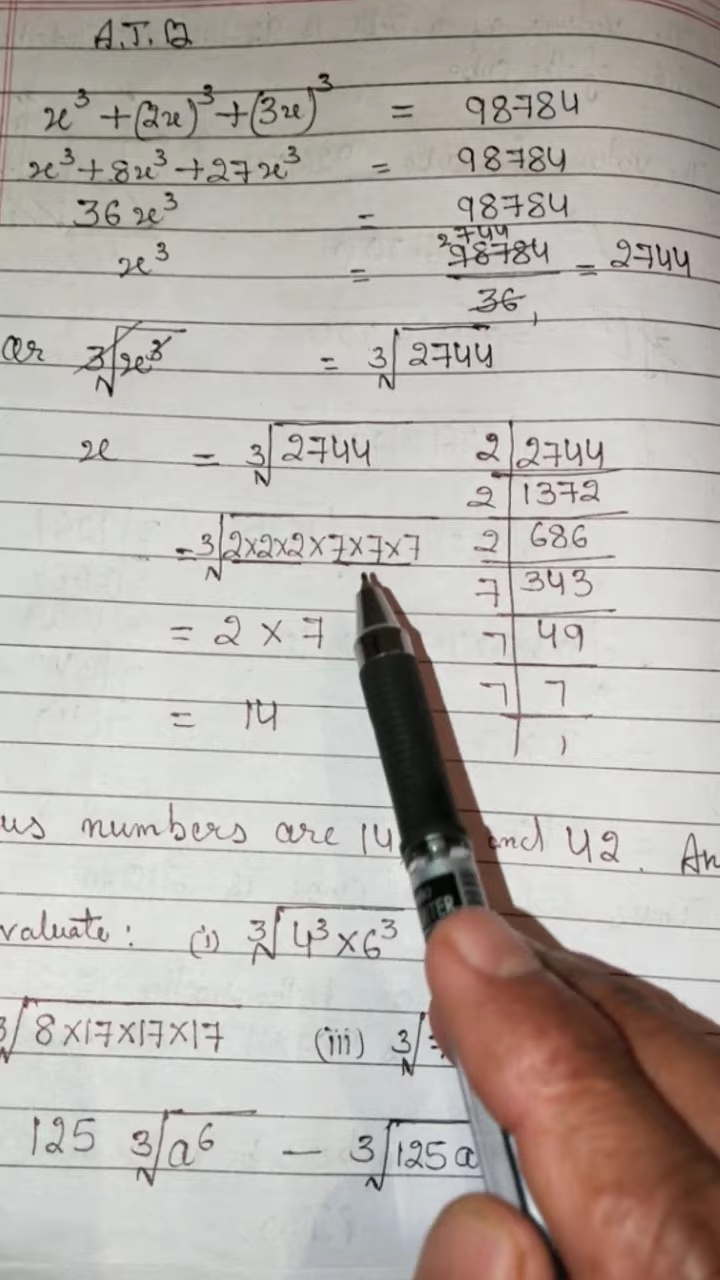 A.T.Q
x³ + (2x)³ + (3x)³ = 98784
x³ + 8x³ + 27x³ = 98784
36x³ = 98784
x³ = 98784/36 = 2744
2744
1
or ∛x³ = ∛2744
x = ∛2744
= ∛2×2×2×7×7×7
= 2 × 7
= 14
2 | 2744
2 | 1372
2 | 686
7 | 343
7 | 49
7 | 7
| 1
us numbers are 14, and 42. An
valuate: (i) ∛4³×6³
∛8×17×17×17 (iii) ∛
125 ∛a⁶ − ∛125a